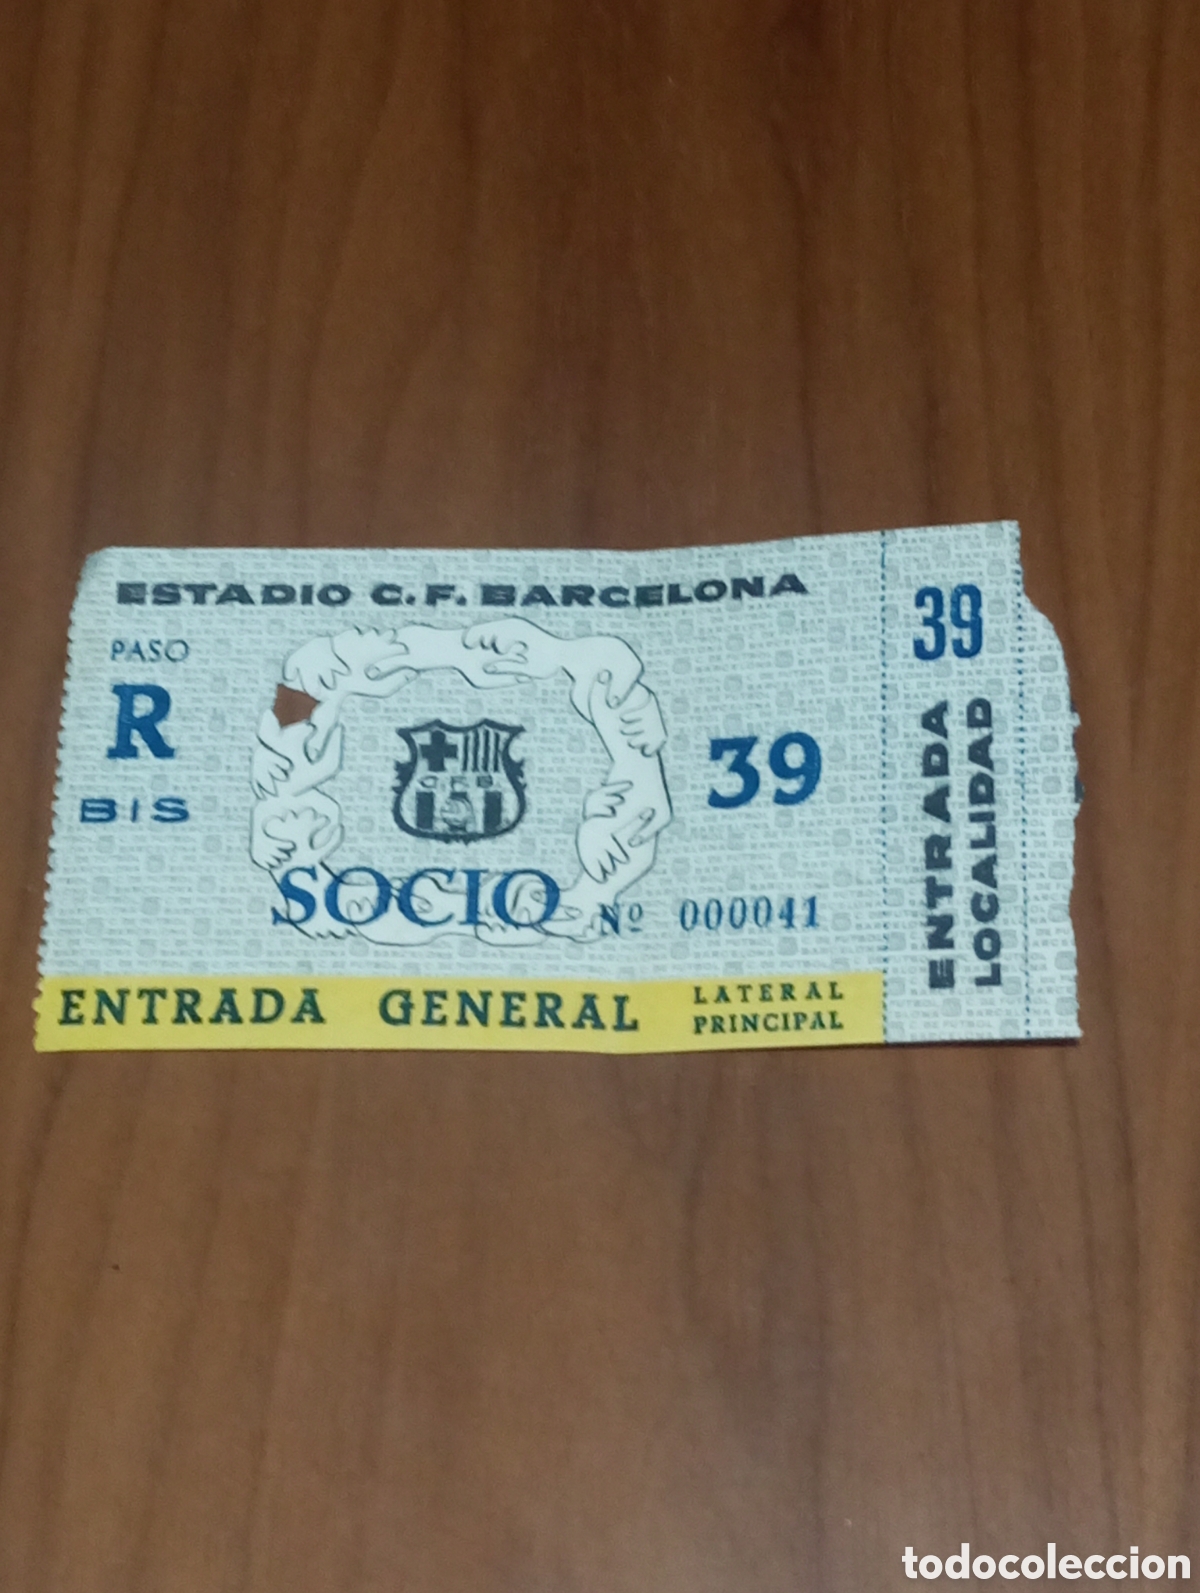 ESTADIO C.F. BARCELONA
PASO
R
BIS
C F B
39
SOCIO Nº 000041
ENTRADA GENERAL LATERAL
PRINCIPAL
39
ENTRADA
LOCALIDAD
todocoleccion